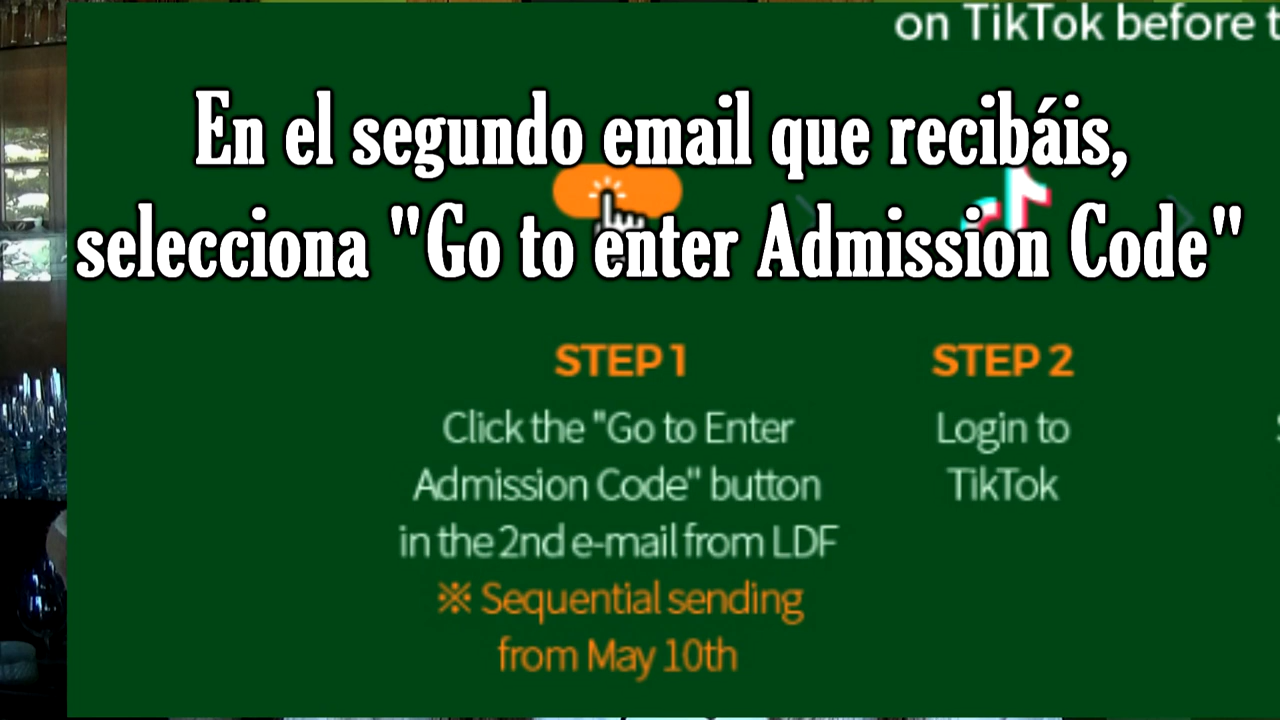 on TikTok before t
En el segundo email que recibáis,
selecciona "Go to enter Admission Code"
STEP 1
Click the "Go to Enter
Admission Code" button
in the 2nd e-mail from LDF
※ Sequential sending
from May 10th
STEP 2
Login to
TikTok